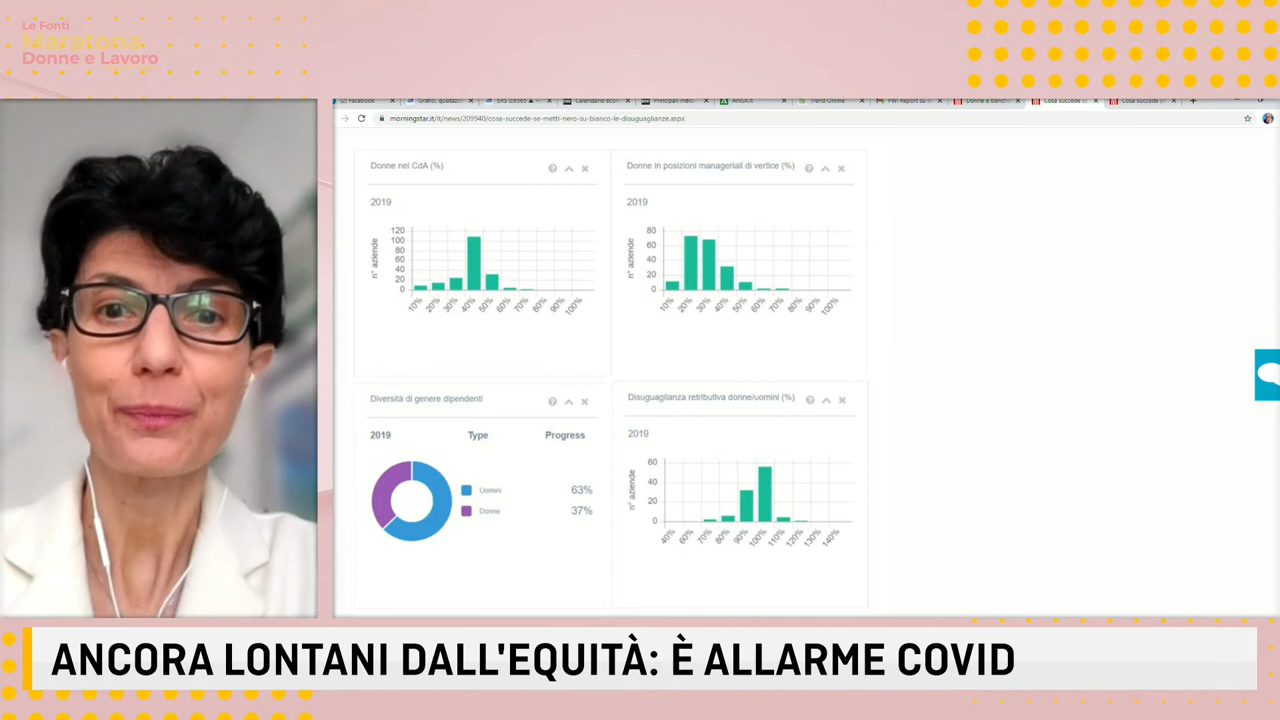 Le Fonti
Maratona
Donne e Lavoro
morningstar.it/it/news/209940/cosa-succede-se-metti-nero-su-bianco-le-disuguaglianze.aspx
Donne nel CdA (%)
2019
n° aziende
120
100
80
60
40
20
0
10% 20% 30% 40% 50% 60% 70% 80% 90% 100%
Donne in posizioni manageriali di vertice (%)
2019
n° aziende
80
60
40
20
0
10% 20% 30% 40% 50% 60% 70% 80% 90% 100%
Diversità di genere dipendenti
2019 Type Progress
Uomini 63%
Donne 37%
Disuguaglianza retributiva donne/uomini (%)
2019
n° aziende
60
40
20
0
40% 60% 70% 80% 90% 100% 110% 120% 130% 140%
ANCORA LONTANI DALL'EQUITÀ: È ALLARME COVID